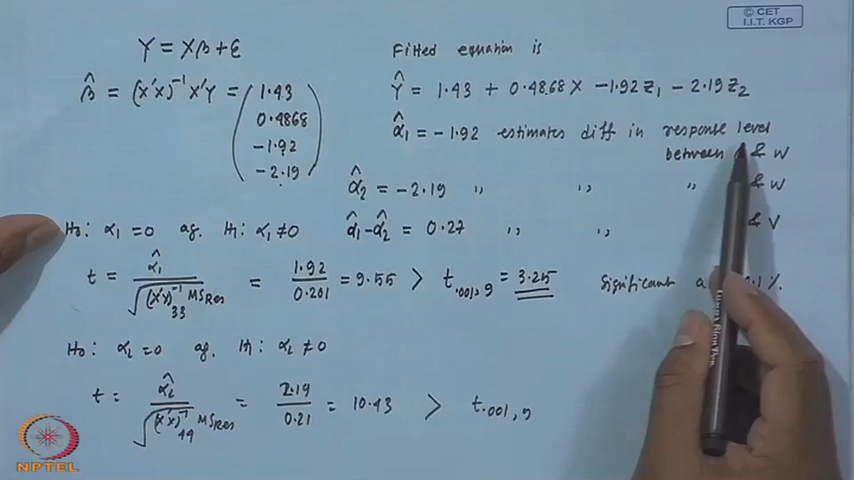 © CET
I.I.T. KGP
Y = Xβ + ε
β̂ = (X'X)⁻¹ X'Y = (1.43
0.4868
-1.92
-2.19)
Fitted equation is
Ŷ = 1.43 + 0.4868 X -1.92 Z₁ - 2.19 Z₂
α̂₁ = -1.92 estimates diff in response level
between & W
α̂₂ = -2.19 ,, ,, ,, & W
α̂₁-α̂₂ = 0.27 ,, ,, & V
H₀: α₁ = 0 ag. H₁: α₁ ≠ 0
t = α̂₁ / √((X'X)⁻¹₃₃ MS_Res) = 1.92 / 0.201 = 9.55 > t.001, 9 = 3.25 Significant a .1 %.
H₀: α₂ = 0 ag. H₁: α₂ ≠ 0
t = α̂₂ / √((X'X)⁻¹₄₄ MS_Res) = 2.19 / 0.21 = 10.43 > t.001, 9
NPTEL